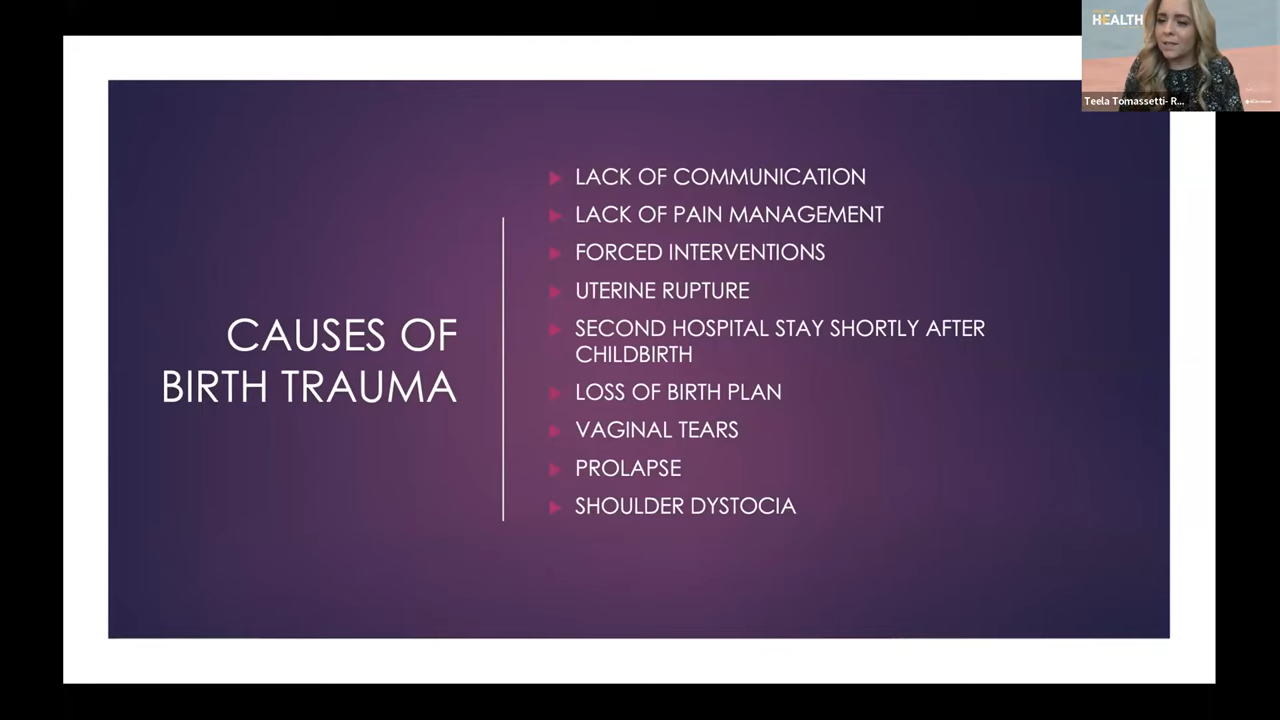 HEALTH
Teela Tomassetti- R...
CAUSES OF
BIRTH TRAUMA
LACK OF COMMUNICATION
LACK OF PAIN MANAGEMENT
FORCED INTERVENTIONS
UTERINE RUPTURE
SECOND HOSPITAL STAY SHORTLY AFTER
CHILDBIRTH
LOSS OF BIRTH PLAN
VAGINAL TEARS
PROLAPSE
SHOULDER DYSTOCIA